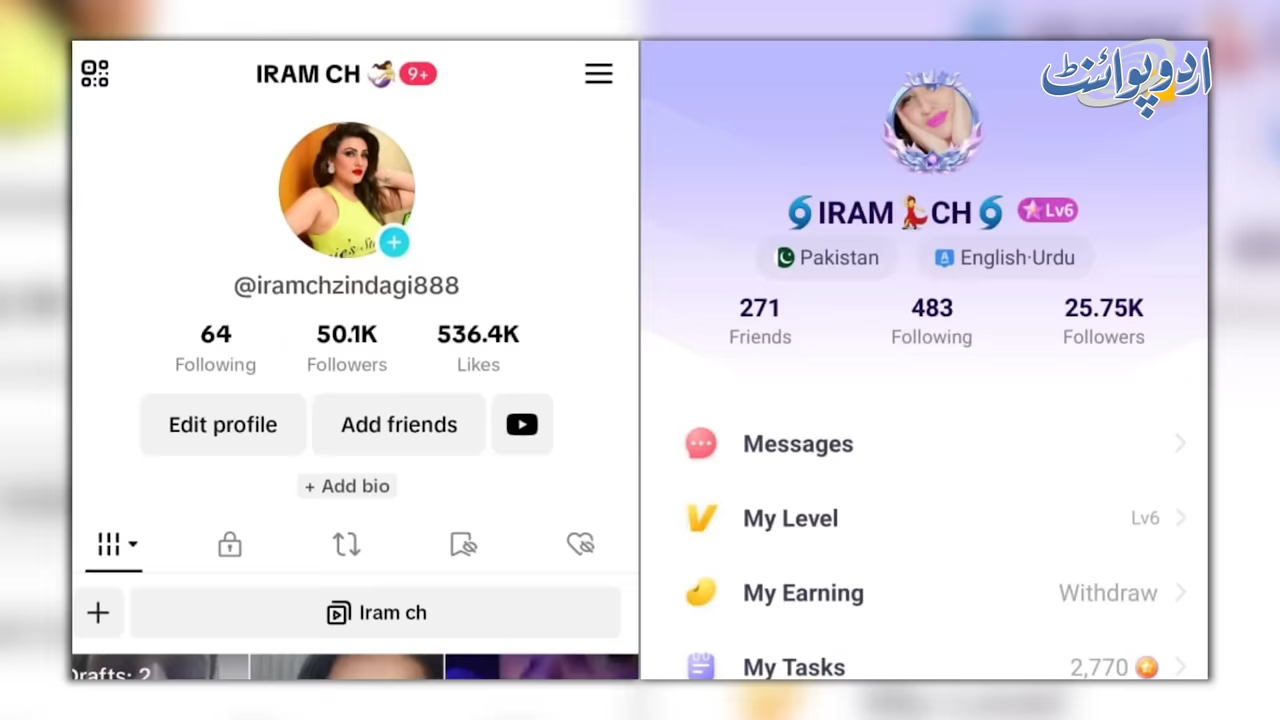 IRAM CH 9+
@iramchzindagi888
64 50.1K 536.4K
Following Followers Likes
Edit profile Add friends
+ Add bio
Iram ch
Drafts: 2
اردو پوائنٹ
IRAM CH Lv6
Pakistan English·Urdu
271 483 25.75K
Friends Following Followers
Messages
My Level Lv6
My Earning Withdraw
My Tasks 2,770